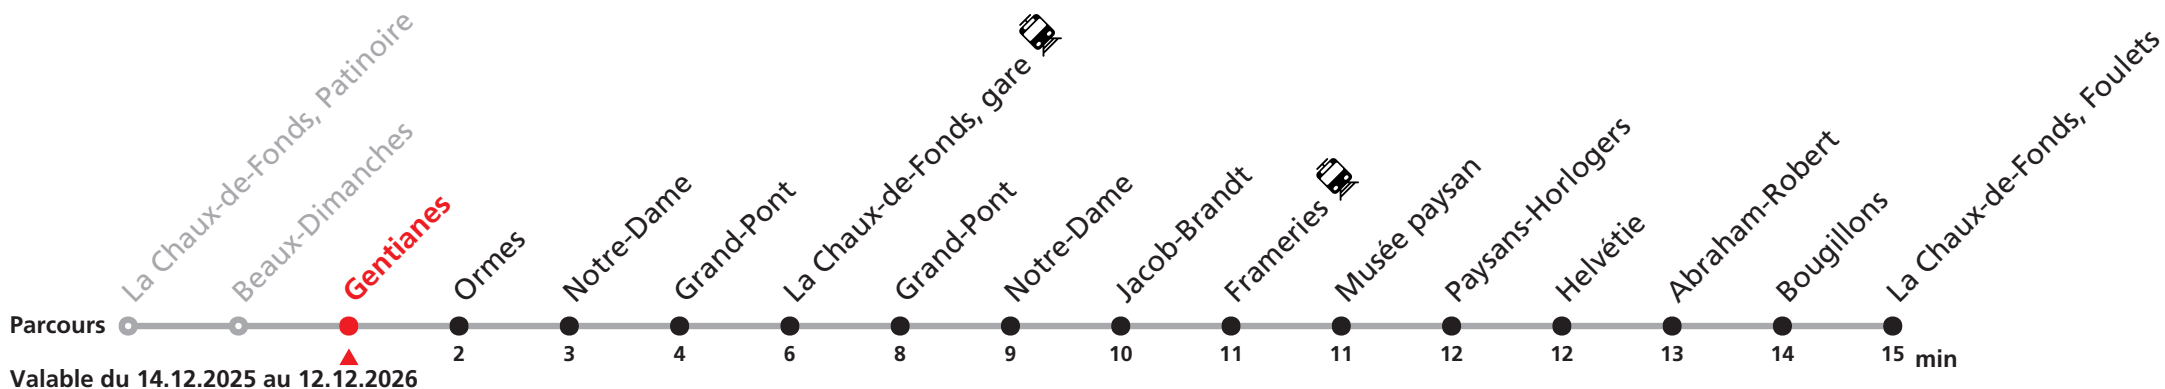 La Chaux-de-Fonds, Patinoire
Beaux-Dimanches
Gentianes
Ormes
Notre-Dame
Grand-Pont
La Chaux-de-Fonds, gare
Grand-Pont
Notre-Dame
Jacob-Brandt
Frameries
Musée paysan
Paysans-Horlogers
Helvétie
Abraham-Robert
Bougillons
La Chaux-de-Fonds, Foulets
Parcours
2 3 4 6 8 9 10 11 11 12 12 13 14 15 min
Valable du 14.12.2025 au 12.12.2026